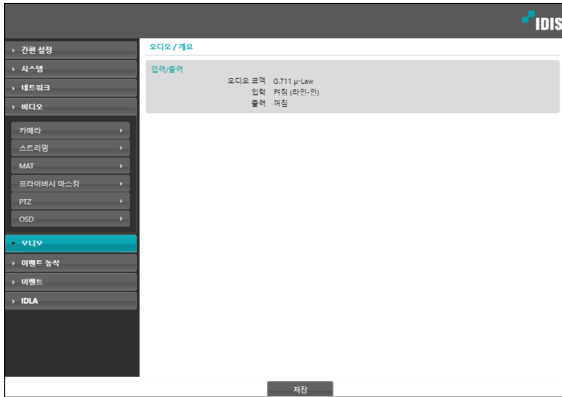 IDIS
간편 설정
시스템
네트워크
비디오
카메라
스트리밍
MAT
프라이버시 마스킹
PTZ
OSD
오디오
이벤트 동작
이벤트
IDLA
오디오 / 개요
입력/출력
오디오 코덱 G.711 µ-Law
입력 켜짐 (라인-인)
출력 꺼짐
저장